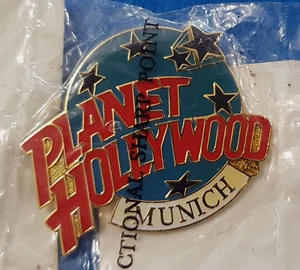 PLANET
HOLLYWOOD
MUNICH
CTIONAL SHARP POINT